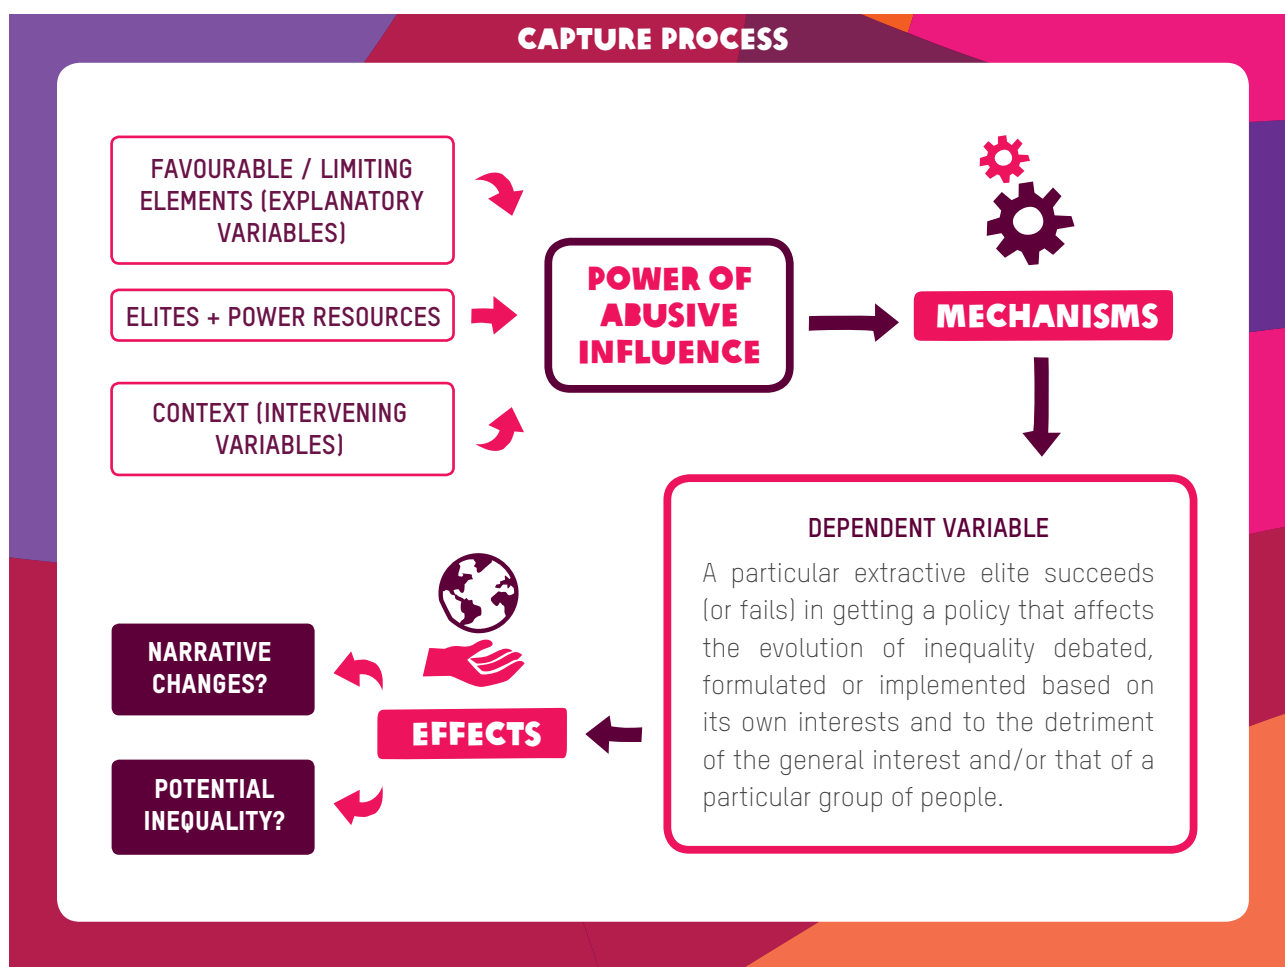 CAPTURE PROCESS
FAVOURABLE / LIMITING
ELEMENTS (EXPLANATORY
VARIABLES)
ELITES + POWER RESOURCES
CONTEXT (INTERVENING
VARIABLES)
POWER OF
ABUSIVE
INFLUENCE
MECHANISMS
DEPENDENT VARIABLE
A particular extractive elite succeeds
(or fails) in getting a policy that affects
the evolution of inequality debated,
formulated or implemented based on
its own interests and to the detriment
of the general interest and/or that of a
particular group of people.
EFFECTS
NARRATIVE
CHANGES?
POTENTIAL
INEQUALITY?